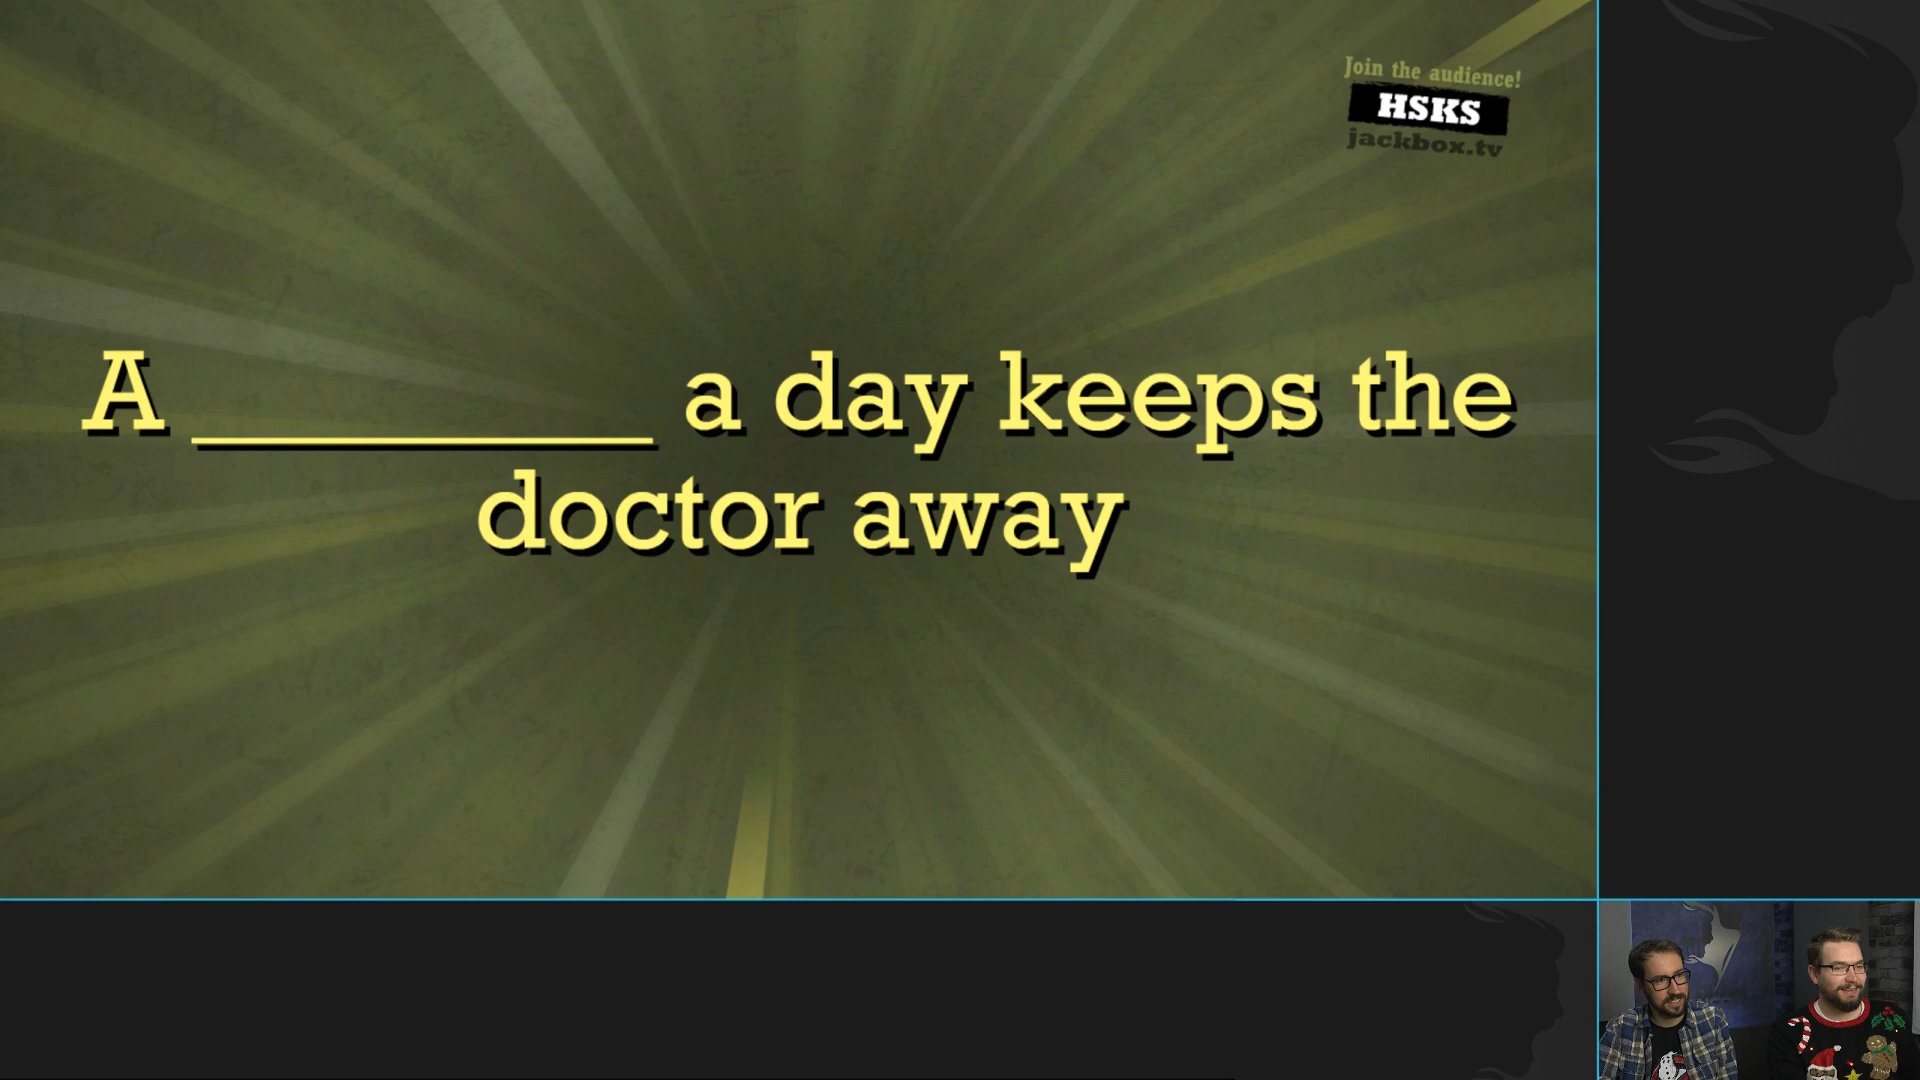 Join the audience!
HSKS
jackbox.tv
A ________ a day keeps the
doctor away